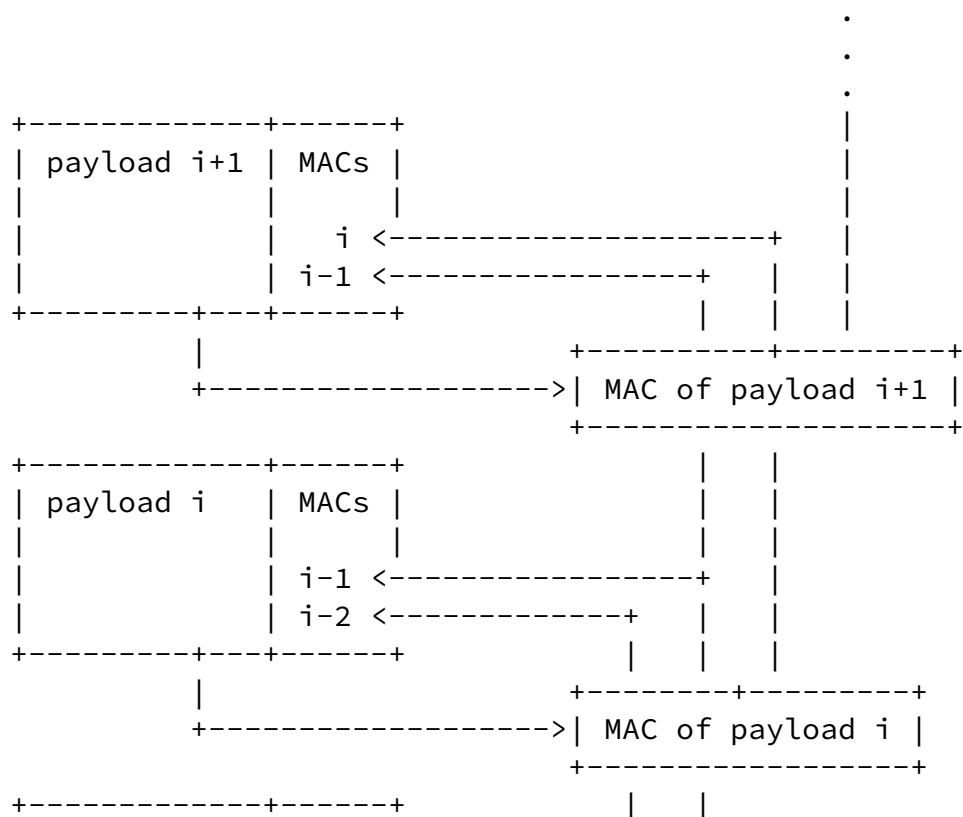 .
.
.
+-------------+------+                        |
| payload i+1 | MACs |                        |
|             |      |                        |
|             |   i <---------------------+   |
|             | i-1 <-----------------+   |   |
+---------+---+------+                |   |   |
          |                    +----------+---------+
          +------------------->| MAC of payload i+1 |
                               +--------------------+
+-------------+------+                |   |
| payload i   | MACs |                |   |
|             |      |                |   |
|             | i-1 <-----------------+   |
|             | i-2 <-------------+   |   |
+---------+---+------+            |   |   |
          |                    +--------+---------+
          +------------------->| MAC of payload i |
                               +------------------+
+-------------+------+            |   |